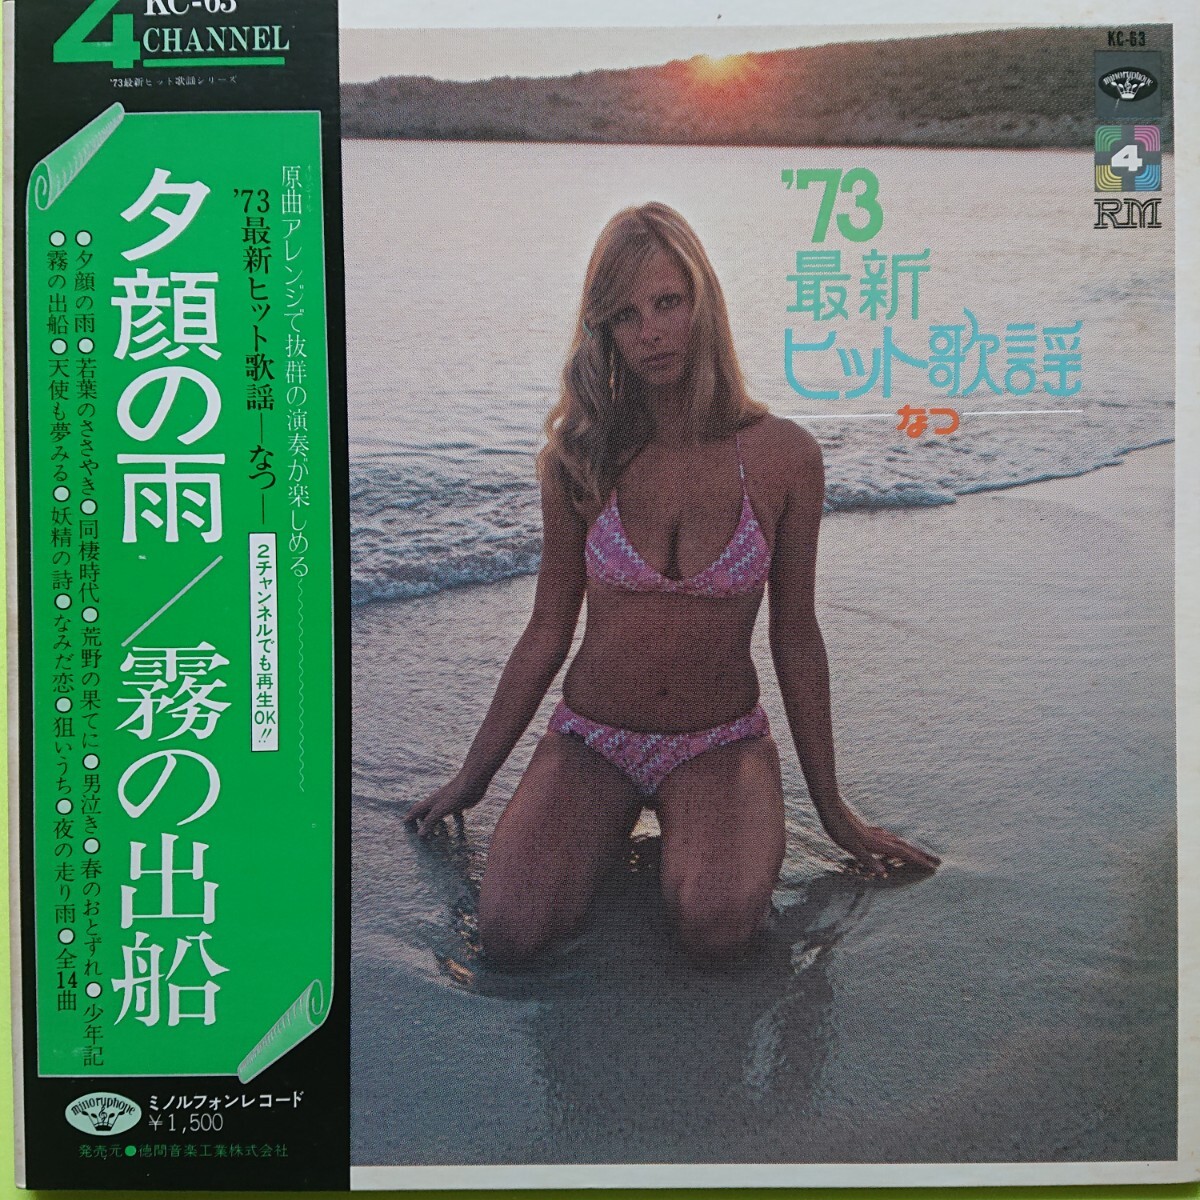 4
KC-63
CHANNEL
'73最新ヒット歌謡シリーズ
原曲アレンジで抜群の演奏が楽しめる
'73最新ヒット歌謡―なつ―
2チャンネルでも再生OK!!
夕顔の雨/霧の出船
●夕顔の雨●若葉のささやき●同棲時代●荒野の果てに●男泣き●春のおとずれ●少年記
●霧の出船●天使も夢みる●妖精の詩●なみだ恋●狙いうち●夜の走り雨●全14曲
minoryphone
ミノルフォンレコード
¥1,500
発売元●徳間音楽工業株式会社
KC-63
minoryphone
4
RM
'73
最新
ヒット歌謡
なつ